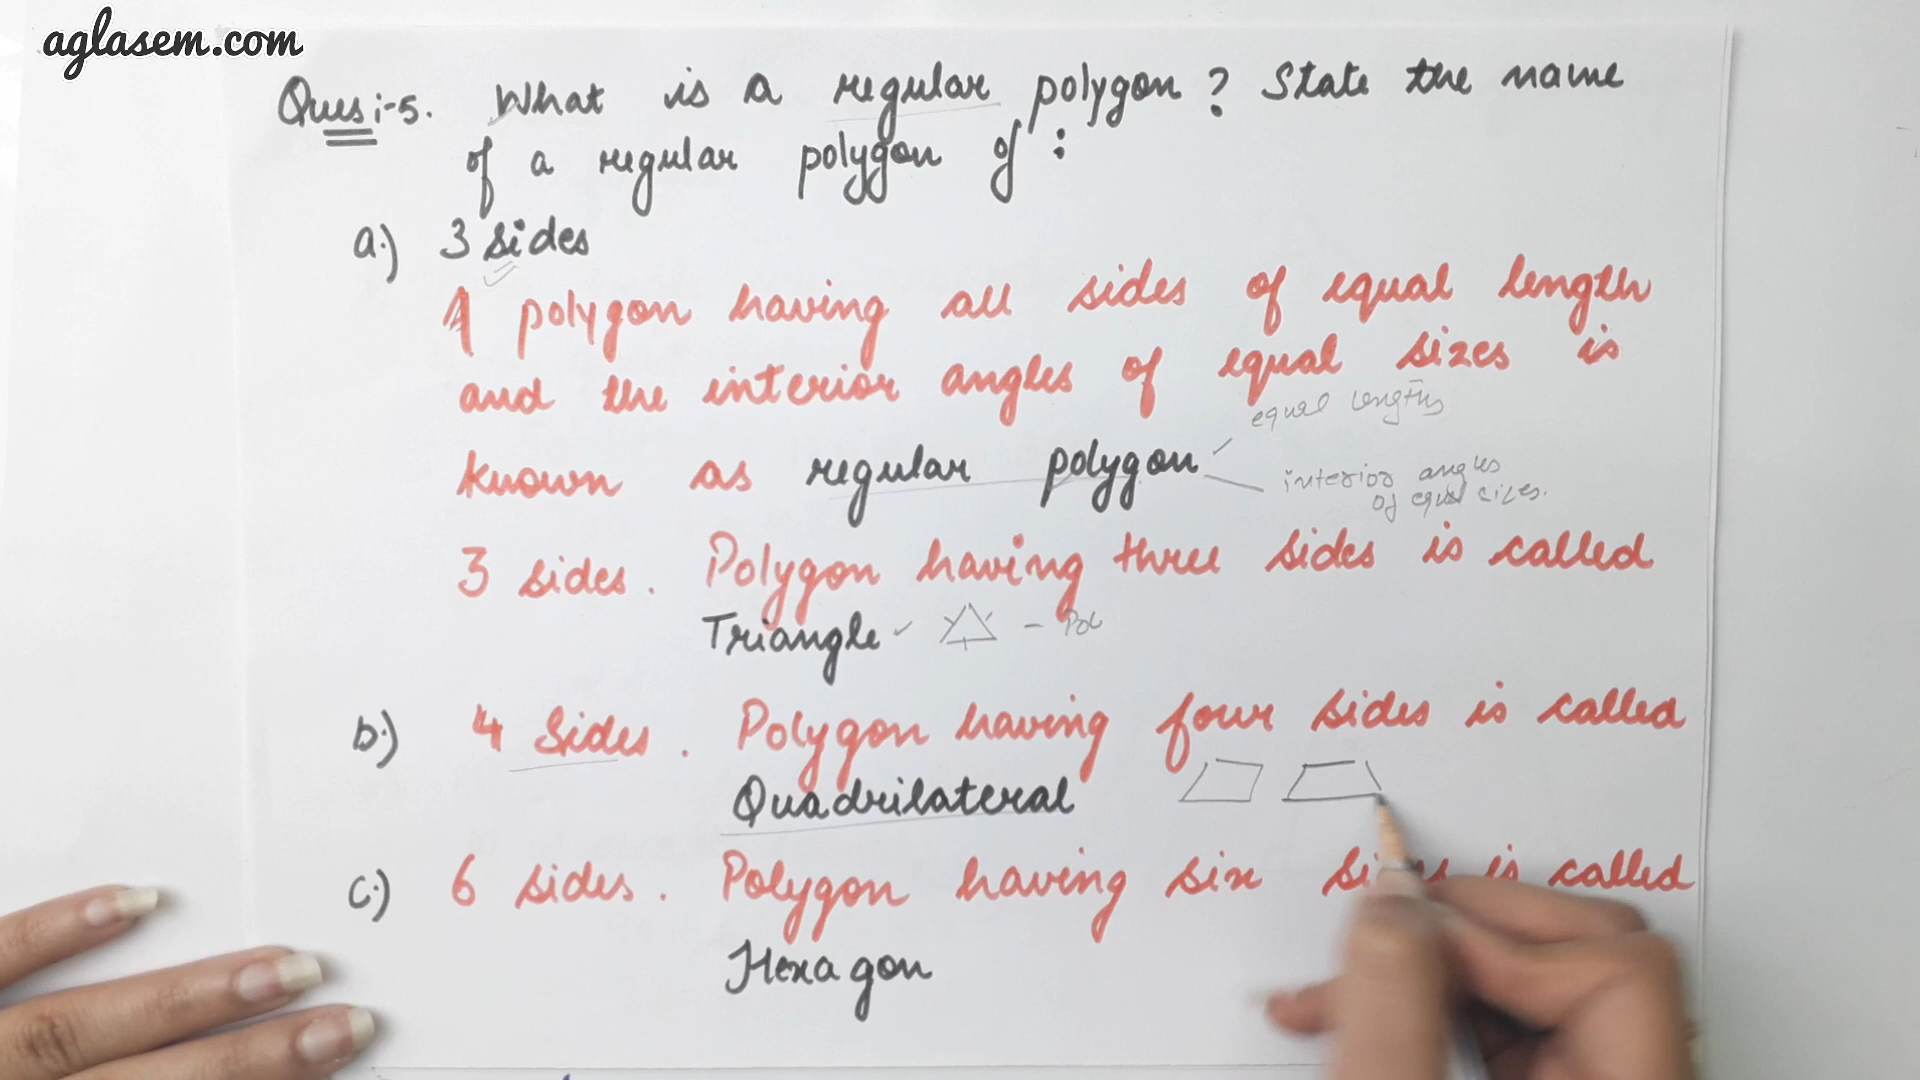 aglasem.com
Ques:-5. What is a regular polygon? State the name
of a regular polygon of :
a.) 3 sides
A polygon having all sides of equal length
and the interior angles of equal sizes is
equal lengths
known as regular polygon
interior angles
of equal sizes.
3 sides. Polygon having three sides is called
Triangle - Pol
b.) 4 Sides. Polygon having four sides is called
Quadrilateral
c.) 6 sides. Polygon having six sides is called
Hexagon